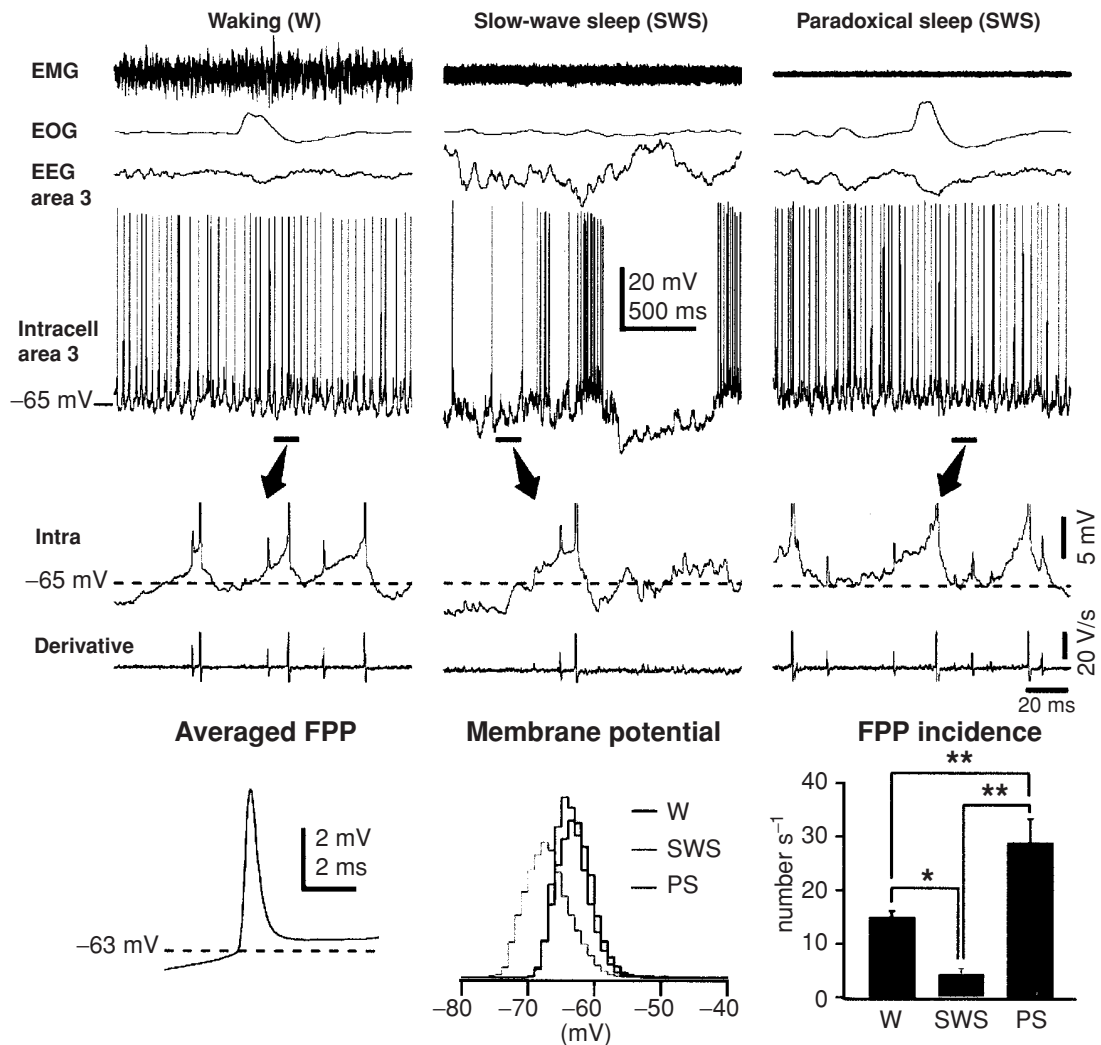 Waking (W)
Slow-wave sleep (SWS)
Paradoxical sleep (SWS)
EMG
EOG
EEG
area 3
20 mV
500 ms
Intracell
area 3
−65 mV
Intra
5 mV
−65 mV
Derivative
20 V/s
20 ms
Averaged FPP
Membrane potential
FPP incidence
2 mV
2 ms
−63 mV
W
SWS
PS
−80 −70 −60 −50 −40
(mV)
** 
**
*
number s⁻¹
40
30
20
10
0
W SWS PS